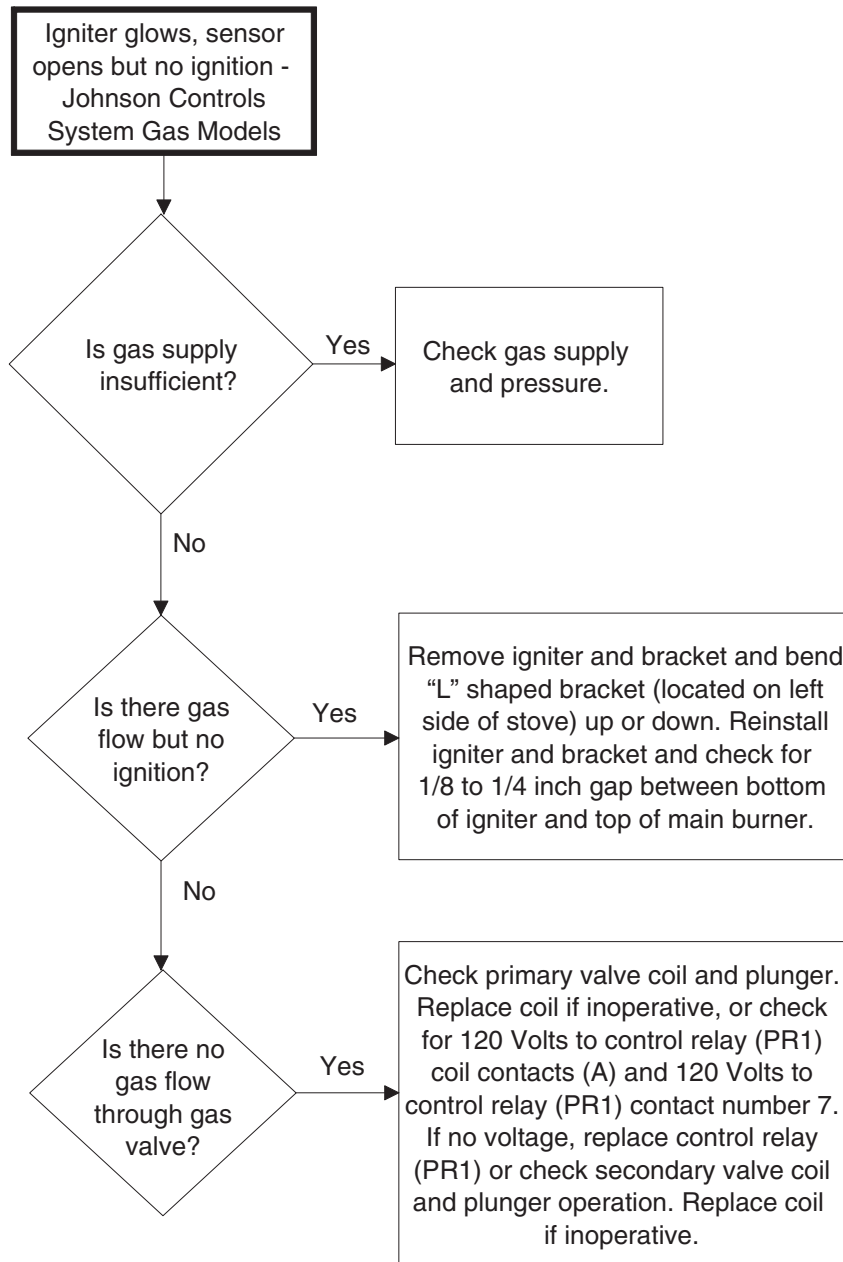 Igniter glows, sensor
opens but no ignition -
Johnson Controls
System Gas Models
Is gas supply
insufficient?
Yes
Check gas supply
and pressure.
No
Is there gas
flow but no
ignition?
Yes
Remove igniter and bracket and bend
“L” shaped bracket (located on left
side of stove) up or down. Reinstall
igniter and bracket and check for
1/8 to 1/4 inch gap between bottom
of igniter and top of main burner.
No
Is there no
gas flow
through gas
valve?
Yes
Check primary valve coil and plunger.
Replace coil if inoperative, or check
for 120 Volts to control relay (PR1)
coil contacts (A) and 120 Volts to
control relay (PR1) contact number 7.
If no voltage, replace control relay
(PR1) or check secondary valve coil
and plunger operation. Replace coil
if inoperative.